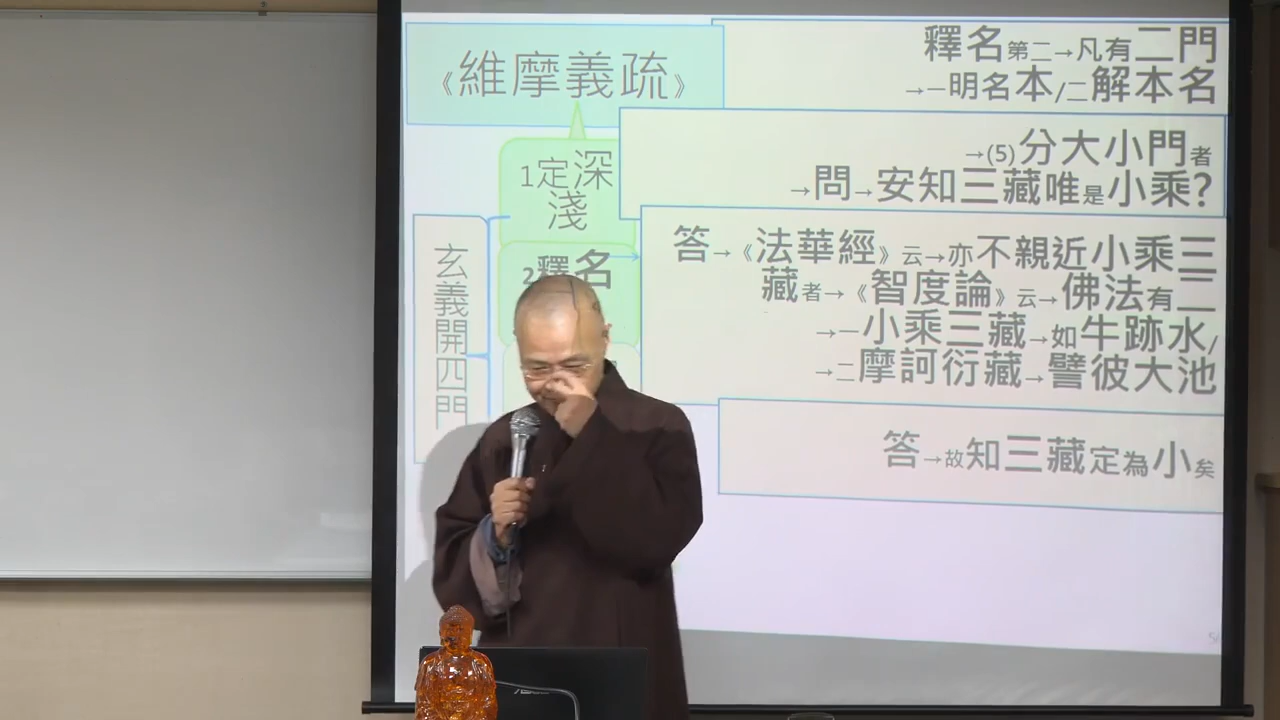 《維摩義疏》
釋名第二→凡有二門
→一明名本/二解本名
→(5)分大小門者
→問→安知三藏唯是小乘?
1定深
淺
2釋名
玄義開四門
答→《法華經》云→亦不親近小乘三
藏者→《智度論》云→佛法有二
→一小乘三藏→如牛跡水/
→二摩訶衍藏→譬彼大池
答→故知三藏定為小矣